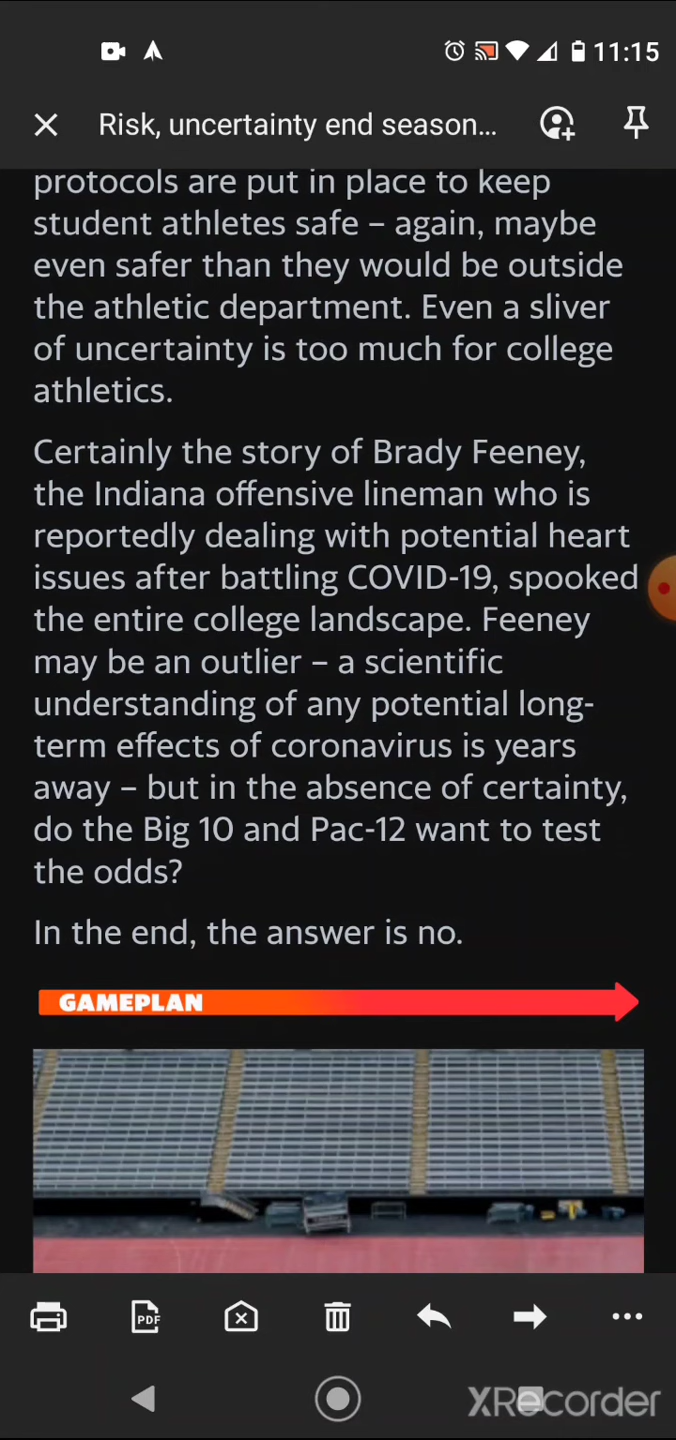 11:15
Risk, uncertainty end season...
protocols are put in place to keep
student athletes safe – again, maybe
even safer than they would be outside
the athletic department. Even a sliver
of uncertainty is too much for college
athletics.
Certainly the story of Brady Feeney,
the Indiana offensive lineman who is
reportedly dealing with potential heart
issues after battling COVID-19, spooked
the entire college landscape. Feeney
may be an outlier – a scientific
understanding of any potential long-
term effects of coronavirus is years
away – but in the absence of certainty,
do the Big 10 and Pac-12 want to test
the odds?
In the end, the answer is no.
GAMEPLAN
PDF
XRecorder